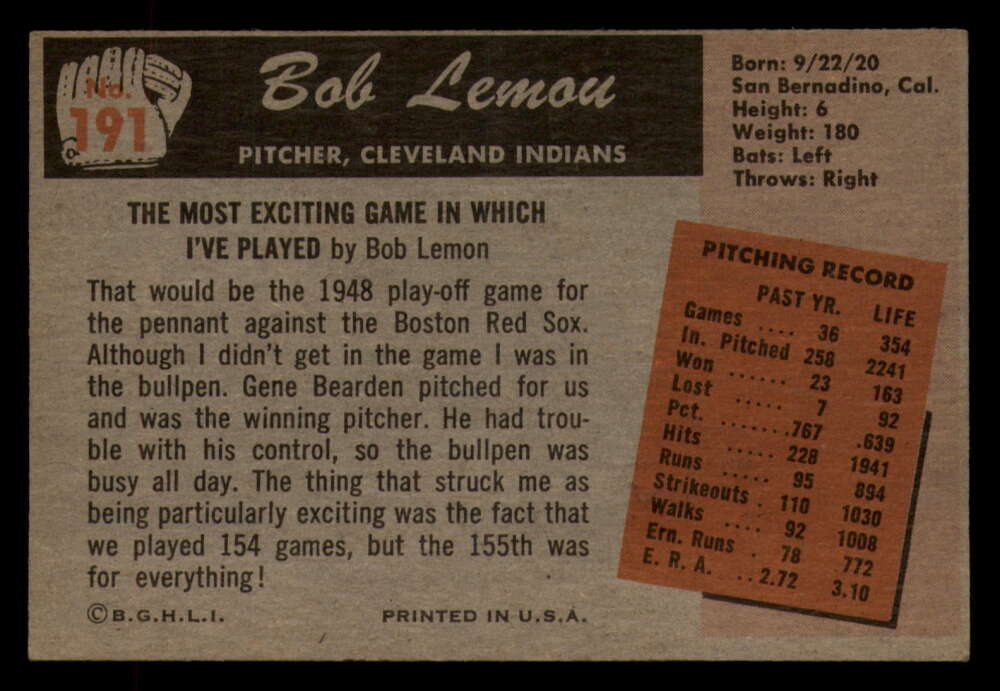 No.
191
Bob Lemon
PITCHER, CLEVELAND INDIANS
Born: 9/22/20
San Bernadino, Cal.
Height: 6
Weight: 180
Bats: Left
Throws: Right
THE MOST EXCITING GAME IN WHICH
I'VE PLAYED by Bob Lemon
That would be the 1948 play-off game for
the pennant against the Boston Red Sox.
Although I didn't get in the game I was in
the bullpen. Gene Bearden pitched for us
and was the winning pitcher. He had trou-
ble with his control, so the bullpen was
busy all day. The thing that struck me as
being particularly exciting was the fact that
we played 154 games, but the 155th was
for everything!
©B.G.H.L.I. PRINTED IN U.S.A.
PITCHING RECORD
PAST YR. LIFE
Games .... 36 354
In. Pitched 258 2241
Won ...... 23 163
Lost ..... 7 92
Pct. .......767 .639
Hits ..... 228 1941
Runs ...... 95 894
Strikeouts . 110 1030
Walks .... 92 1008
Ern. Runs . 78 772
E. R. A. ..2.72 3.10